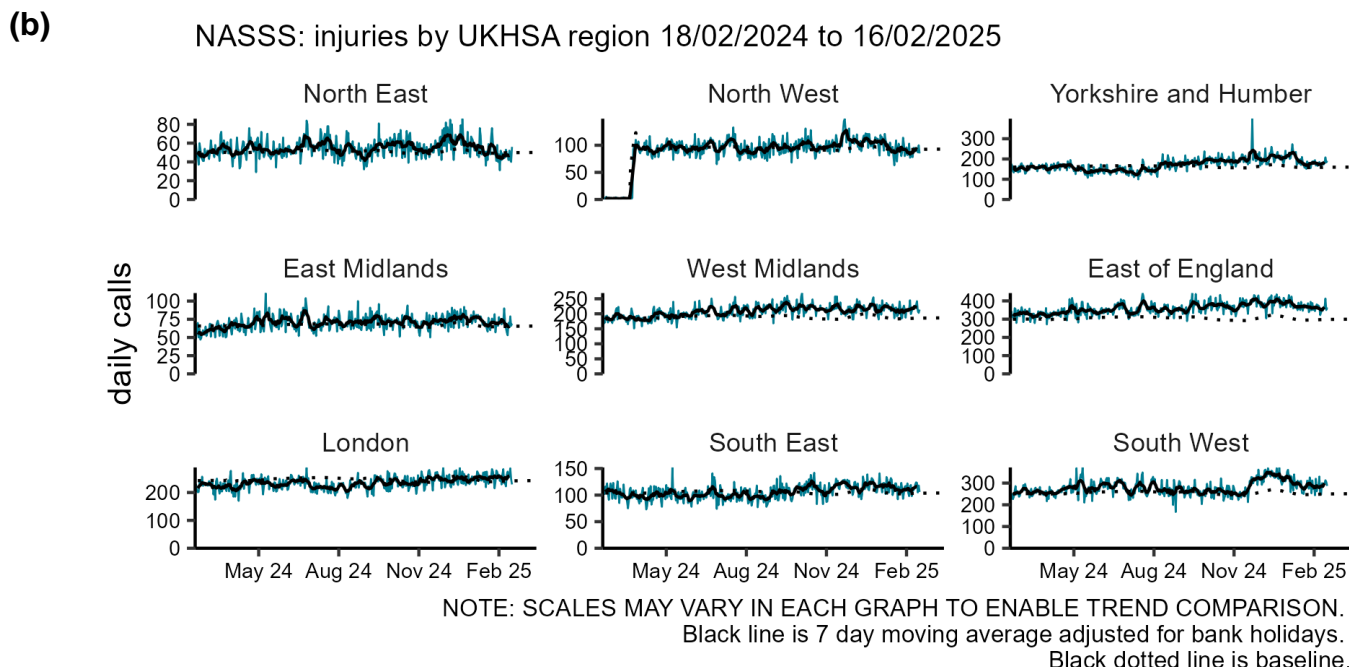 (b)
NASSS: injuries by UKHSA region 18/02/2024 to 16/02/2025
North East
North West
Yorkshire and Humber
80
60
40
20
0
100
50
0
300
200
100
0
East Midlands
West Midlands
East of England
daily calls
100
75
50
25
0
250
200
150
100
50
0
400
300
200
100
0
London
South East
South West
200
100
0
150
100
50
0
300
200
100
0
May 24 Aug 24 Nov 24 Feb 25
May 24 Aug 24 Nov 24 Feb 25
May 24 Aug 24 Nov 24 Feb 25
NOTE: SCALES MAY VARY IN EACH GRAPH TO ENABLE TREND COMPARISON.
Black line is 7 day moving average adjusted for bank holidays.
Black dotted line is baseline.